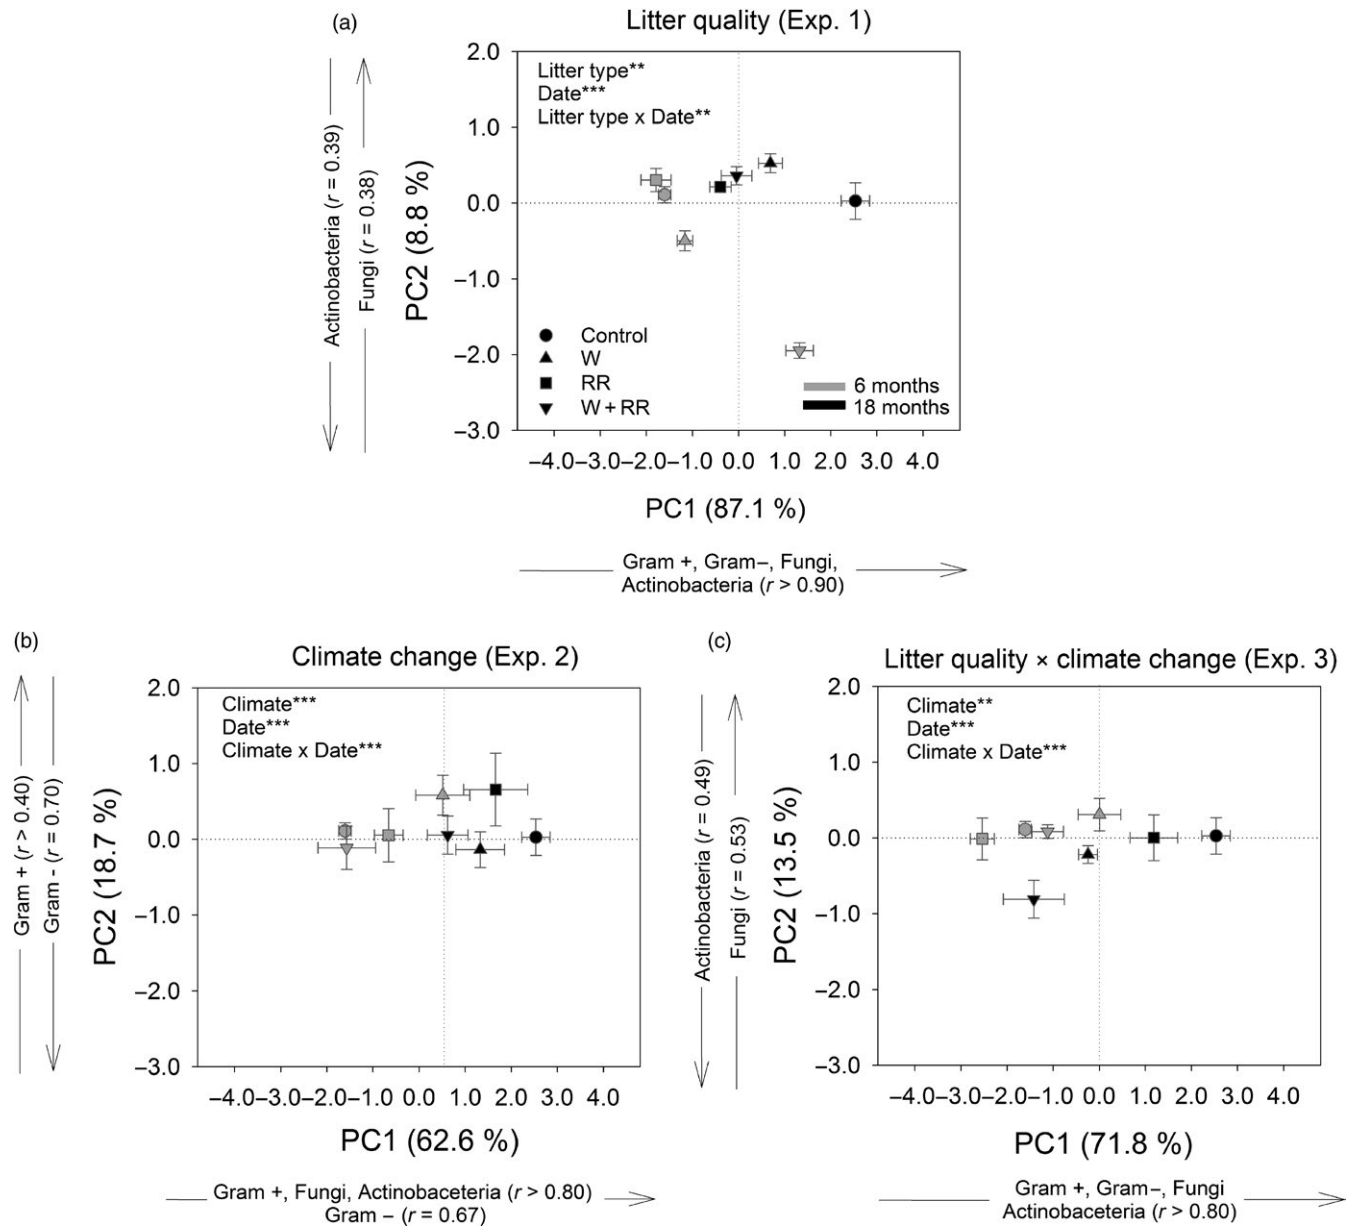 (a)
Litter quality (Exp. 1)
Actinobacteria (r = 0.39)
Fungi (r = 0.38)
PC2 (8.8 %)
2.0
1.0
0.0
−1.0
−2.0
−3.0
Litter type**
Date***
Litter type x Date**
Control
W
RR
W + RR
6 months
18 months
−4.0−3.0−2.0−1.0 0.0 1.0 2.0 3.0 4.0
PC1 (87.1 %)
Gram +, Gram−, Fungi,
Actinobacteria (r > 0.90)
(b)
Climate change (Exp. 2)
Gram + (r > 0.40)
Gram - (r = 0.70)
PC2 (18.7 %)
2.0
1.0
0.0
−1.0
−2.0
−3.0
Climate***
Date***
Climate x Date***
−4.0−3.0−2.0−1.0 0.0 1.0 2.0 3.0 4.0
PC1 (62.6 %)
Gram +, Fungi, Actinobaceteria (r > 0.80)
Gram − (r = 0.67)
(c)
Litter quality × climate change (Exp. 3)
Actinobacteria (r = 0.49)
Fungi (r = 0.53)
PC2 (13.5 %)
2.0
1.0
0.0
−1.0
−2.0
−3.0
Climate**
Date***
Climate x Date***
−4.0−3.0−2.0−1.0 0.0 1.0 2.0 3.0 4.0
PC1 (71.8 %)
Gram +, Gram−, Fungi
Actinobacteria (r > 0.80)